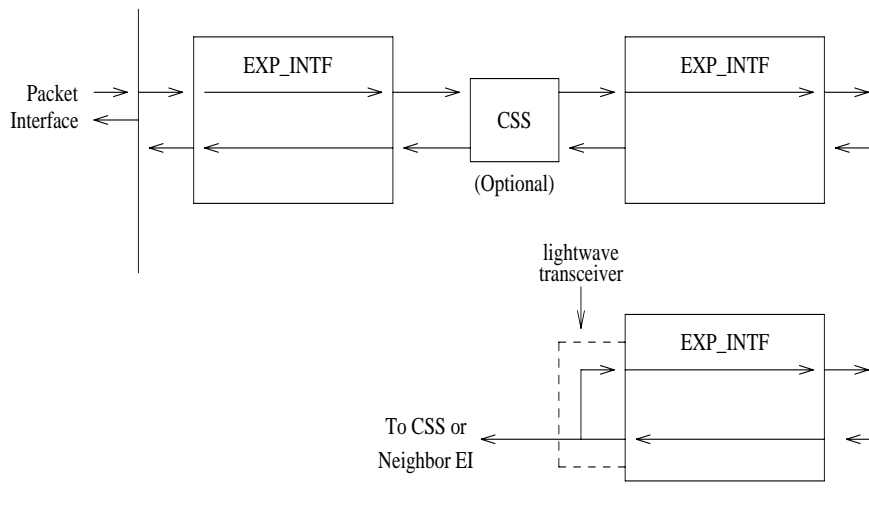 EXP_INTF
EXP_INTF
Packet
Interface
CSS
(Optional)
lightwave
transceiver
EXP_INTF
To CSS or
Neighbor EI